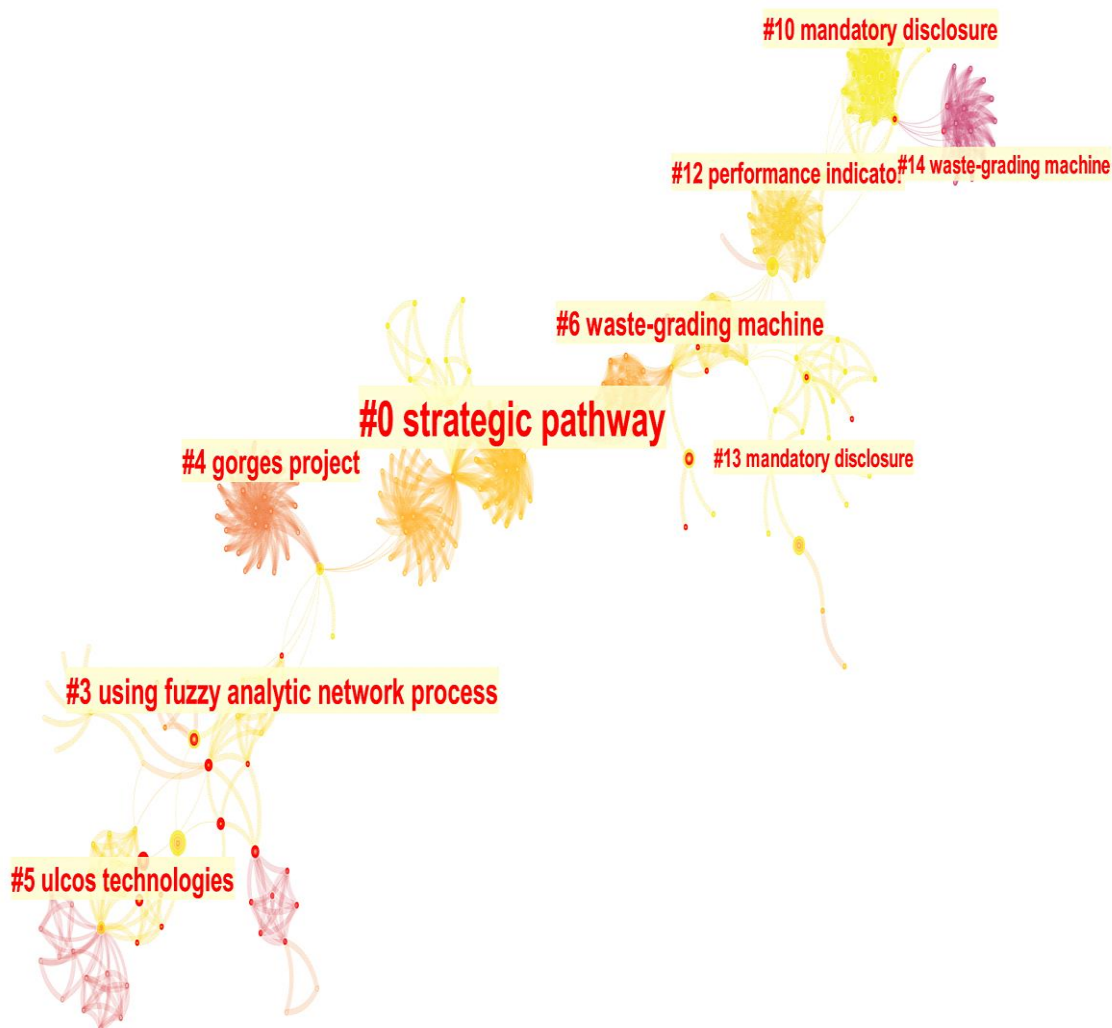 #10 mandatory disclosure
#14 waste-grading machine
#12 performance indicato
#6 waste-grading machine
#0 strategic pathway
#4 gorges project
#13 mandatory disclosure
#3 using fuzzy analytic network process
#5 ulcos technologies